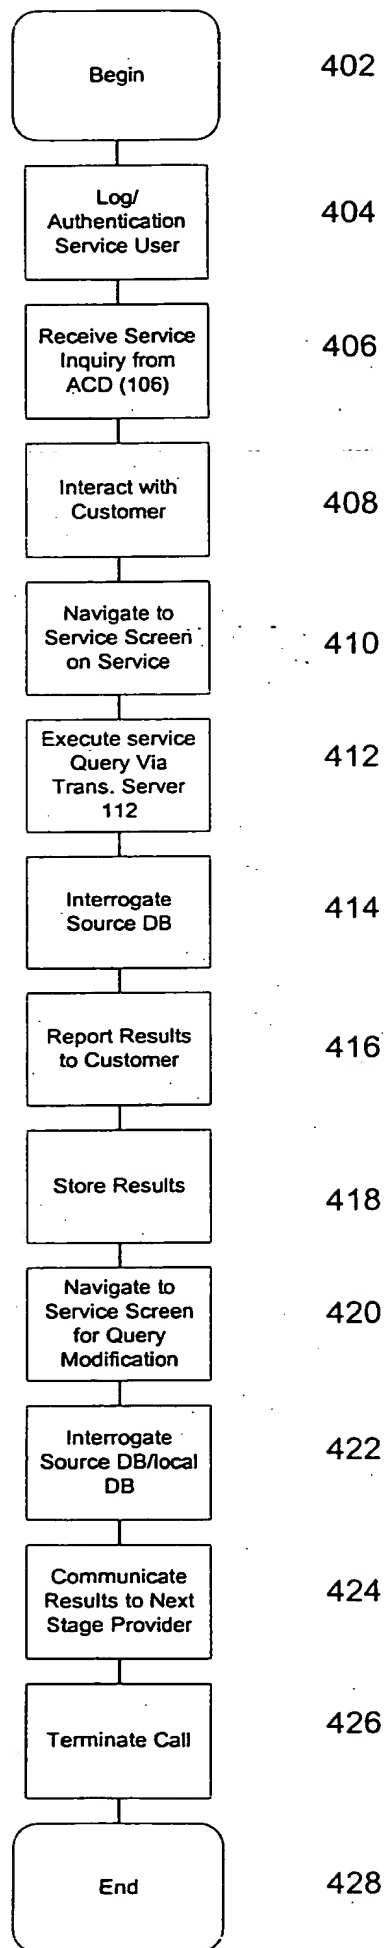 Begin
402
Log/
Authentication
Service User
404
Receive Service
Inquiry from
ACD (106)
406
Interact with
Customer
408
Navigate to
Service Screen
on Service
410
Execute service
Query Via
Trans. Server
112
412
Interrogate
Source DB
414
Report Results
to Customer
416
Store Results
418
Navigate to
Service Screen
for Query
Modification
420
Interrogate
Source DB/local
DB
422
Communicate
Results to Next
Stage Provider
424
Terminate Call
426
End
428